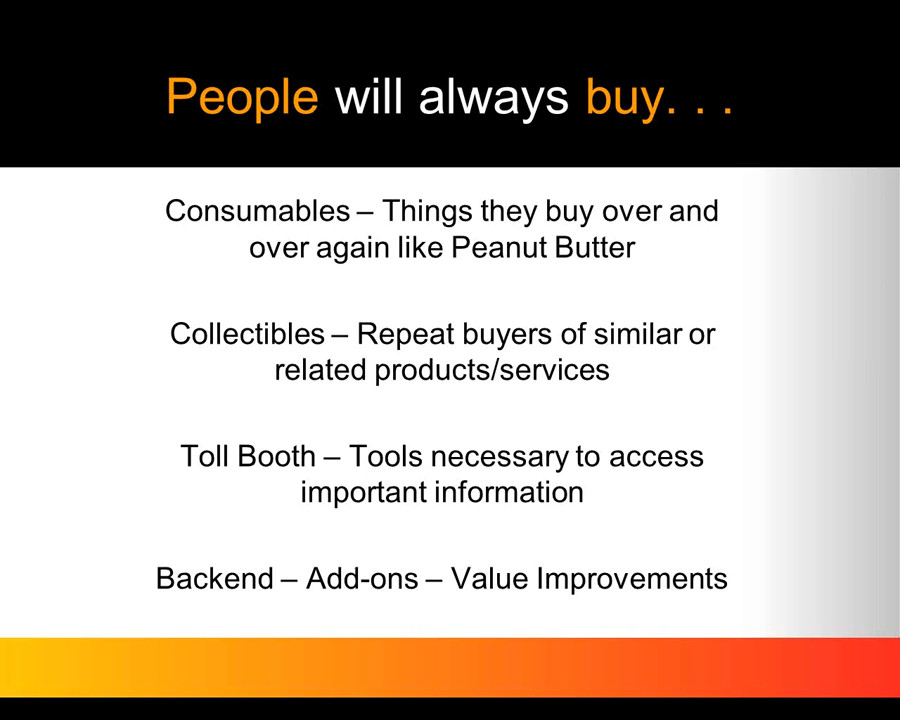 People will always buy. . .
Consumables – Things they buy over and
over again like Peanut Butter
Collectibles – Repeat buyers of similar or
related products/services
Toll Booth – Tools necessary to access
important information
Backend – Add-ons – Value Improvements